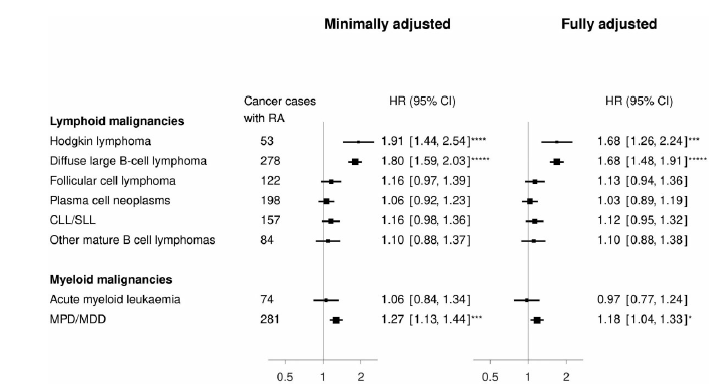 Minimally adjusted Fully adjusted
Cancer cases HR (95% CI) HR (95% CI)
with RA
Lymphoid malignancies
Hodgkin lymphoma 53 1.91 [1.44, 2.54]**** 1.68 [1.26, 2.24]***
Diffuse large B-cell lymphoma 278 1.80 [1.59, 2.03]***** 1.68 [1.48, 1.91]*****
Follicular cell lymphoma 122 1.16 [0.97, 1.39] 1.13 [0.94, 1.36]
Plasma cell neoplasms 198 1.06 [0.92, 1.23] 1.03 [0.89, 1.19]
CLL/SLL 157 1.16 [0.98, 1.36] 1.12 [0.95, 1.32]
Other mature B cell lymphomas 84 1.10 [0.88, 1.37] 1.10 [0.88, 1.38]
Myeloid malignancies
Acute myeloid leukaemia 74 1.06 [0.84, 1.34] 0.97 [0.77, 1.24]
MPD/MDD 281 1.27 [1.13, 1.44]*** 1.18 [1.04, 1.33]*
0.5 1 2 0.5 1 2